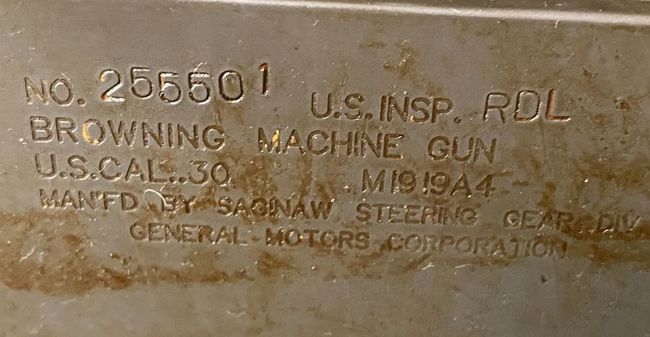 NO. 255501 U.S. INSP. RDL
BROWNING MACHINE GUN
U.S. CAL. .30 M1919A4
MAN'F'D BY SAGINAW STEERING GEAR DIV.
GENERAL MOTORS CORPORATION